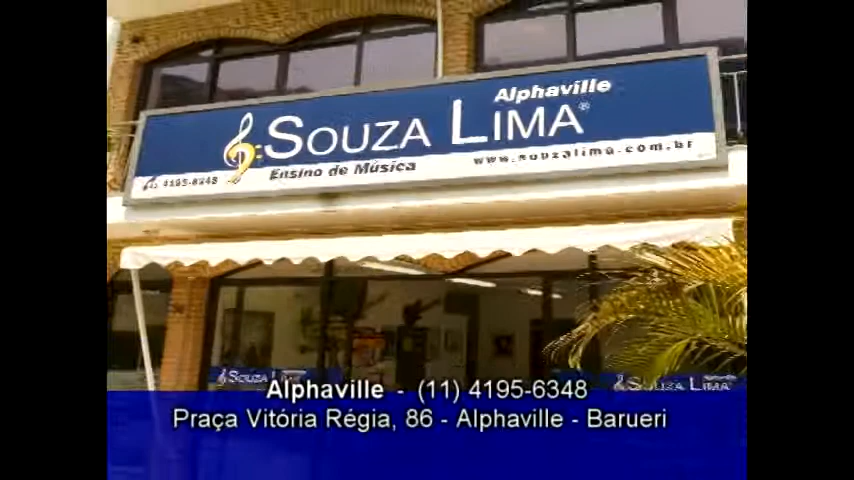 Alphaville
SOUZA LIMA®
Ensino de Música
www.souzalima.com.br
4195-6348
SOUZA LIMA
SOUZA LIMA
Alphaville - (11) 4195-6348
Praça Vitória Régia, 86 - Alphaville - Barueri